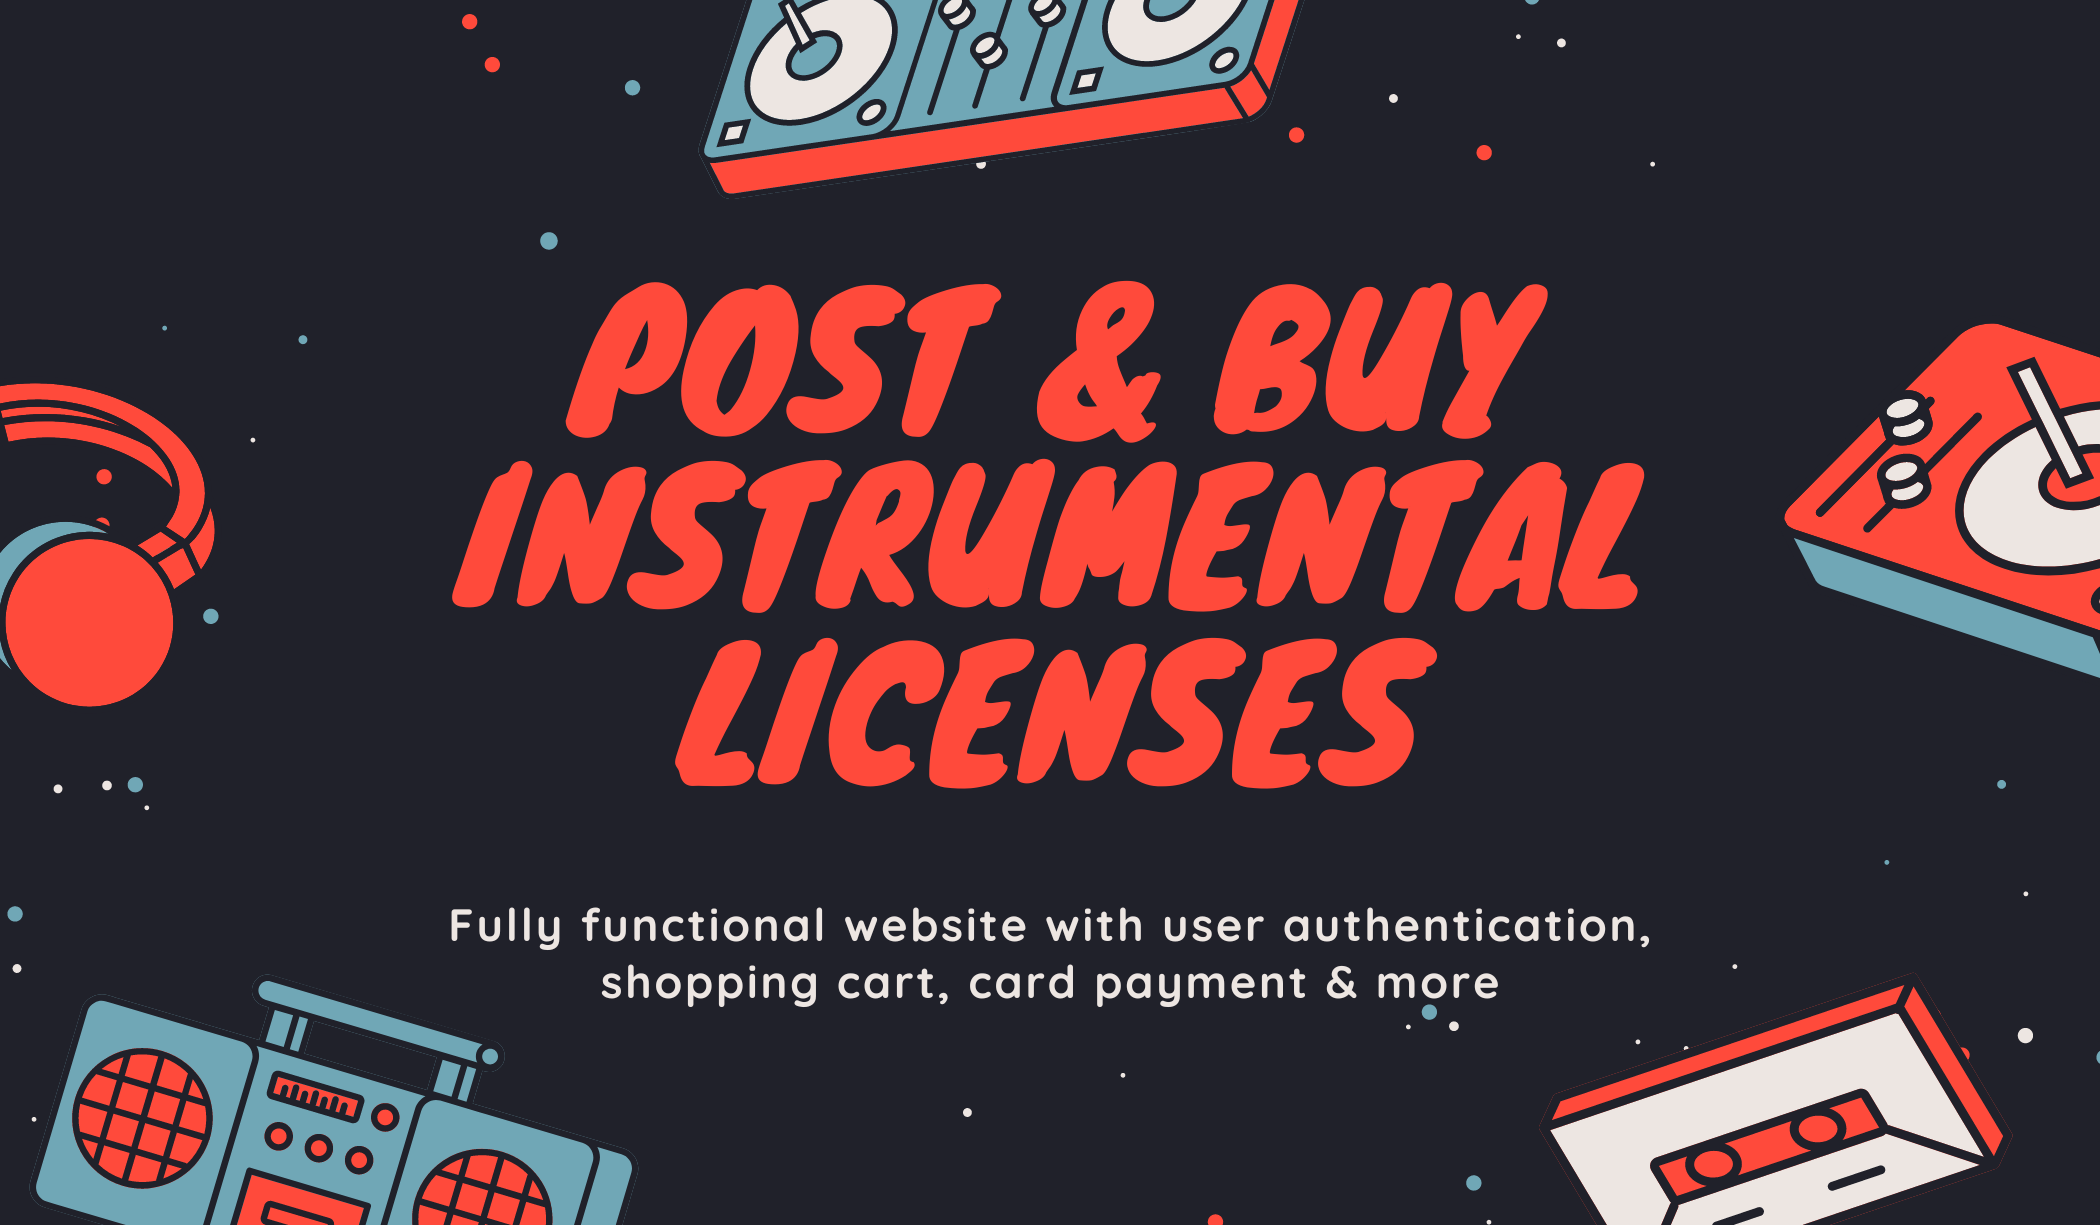 POST & BUY
INSTRUMENTAL
LICENSES
Fully functional website with user authentication,
shopping cart, card payment & more